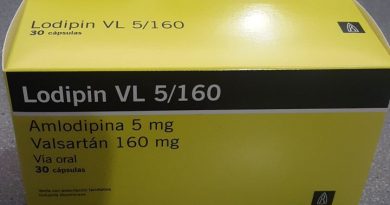 Lodipin VL 5/160
30 cápsulas
Lodipin VL 5/160
Amlodipina 5 mg
Valsartán 160 mg
Vía oral
30 cápsulas